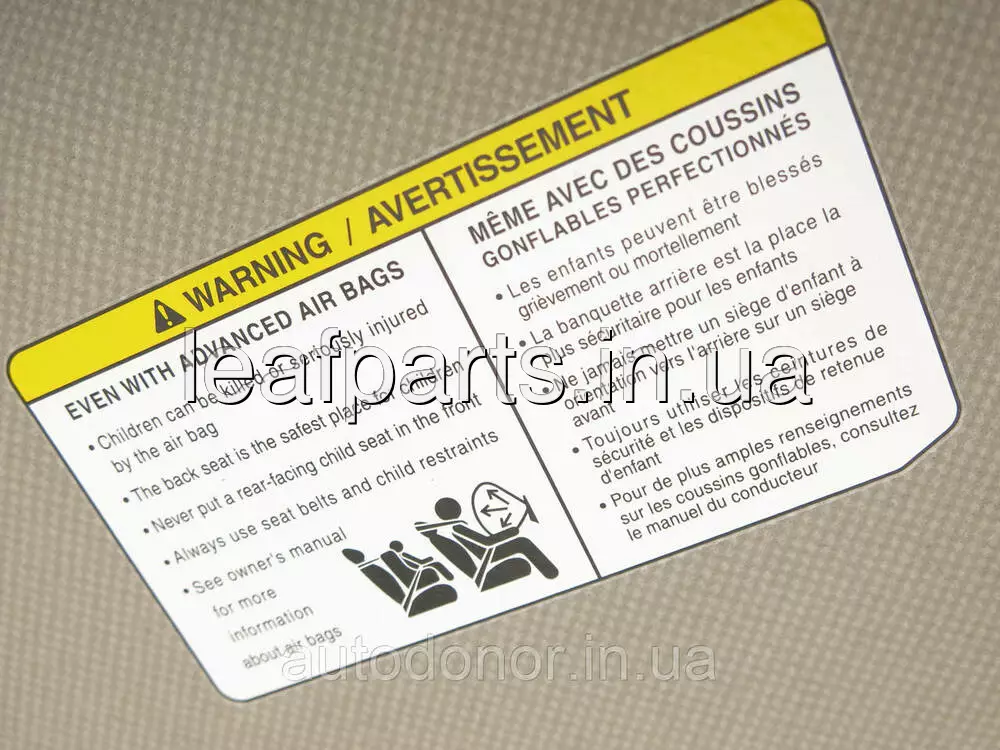 WARNING / AVERTISSEMENT
EVEN WITH ADVANCED AIR BAGS
• Children can be killed or seriously injured
by the air bag
• The back seat is the safest place for children
• Never put a rear-facing child seat in the front
• Always use seat belts and child restraints
• See owner's manual
for more
information
about air bags
MÊME AVEC DES COUSSINS
GONFLABLES PERFECTIONNÉS
• Les enfants peuvent être blessés
grièvement ou mortellement
• La banquette arrière est la place la
plus sécuritaire pour les enfants
• Ne jamais mettre un siège d'enfant à
orientation vers l'arrière sur un siège
avant
• Toujours utiliser les ceintures de
sécurité et les dispositifs de retenue
d'enfant
• Pour de plus amples renseignements
sur les coussins gonflables, consultez
le manuel du conducteur
leafparts.in.ua
autodonor.in.ua